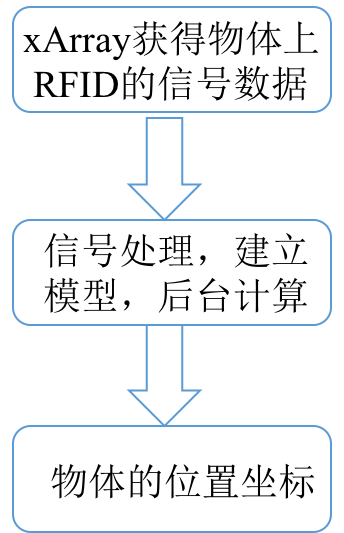 xArray获得物体上
RFID的信号数据
信号处理，建立
模型，后台计算
物体的位置坐标